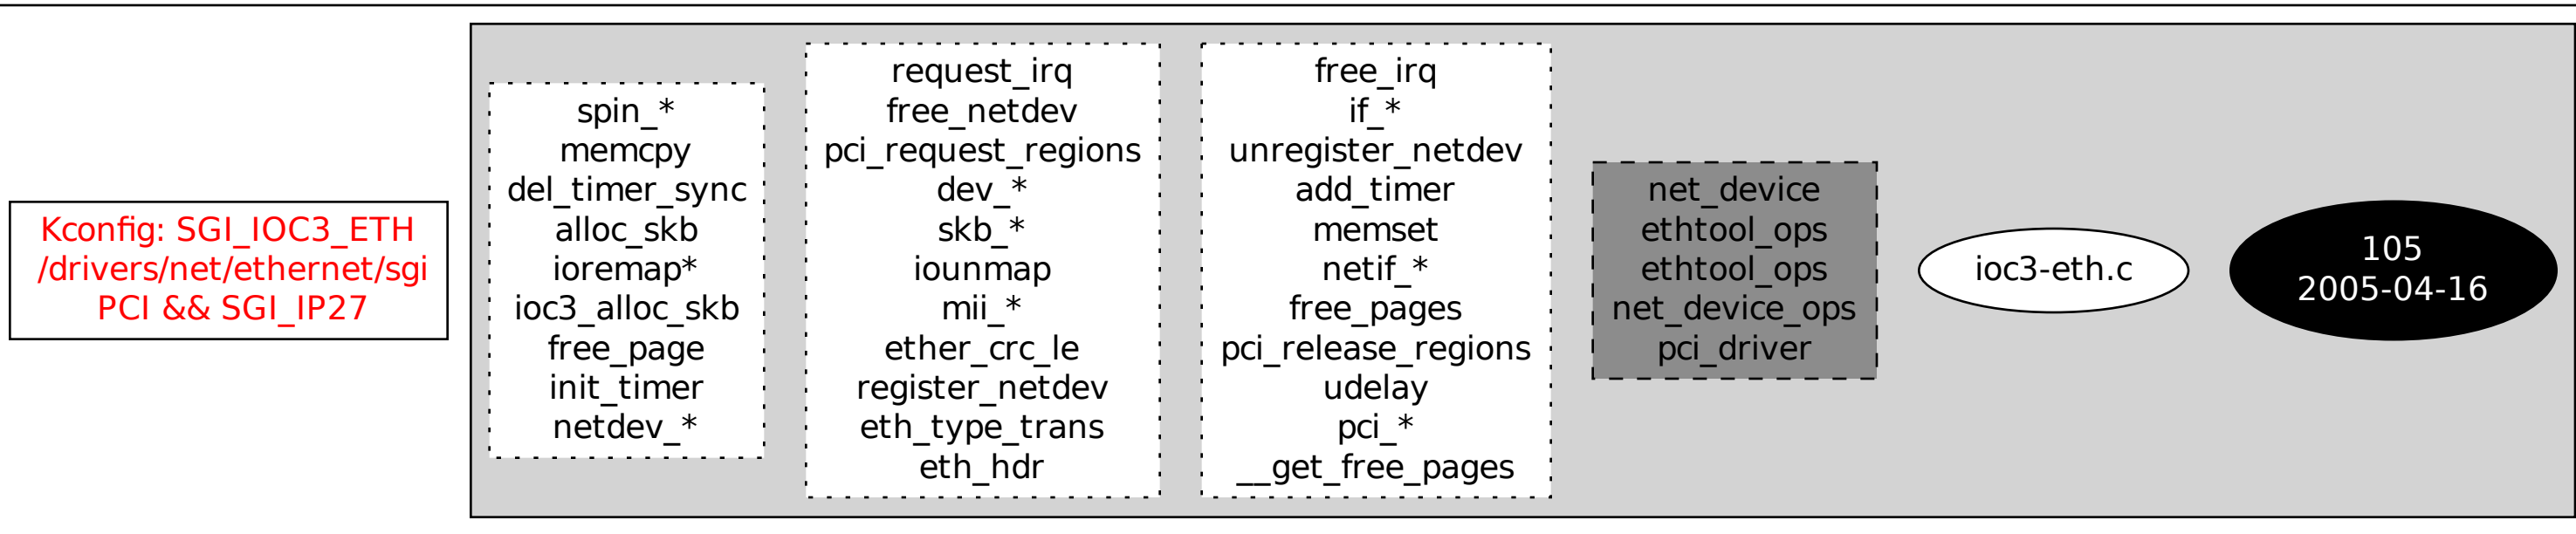 Kconfig: SGI_IOC3_ETH
/drivers/net/ethernet/sgi
PCI && SGI_IP27
spin_*
memcpy
del_timer_sync
alloc_skb
ioremap*
ioc3_alloc_skb
free_page
init_timer
netdev_*
request_irq
free_netdev
pci_request_regions
dev_*
skb_*
iounmap
mii_*
ether_crc_le
register_netdev
eth_type_trans
eth_hdr
free_irq
if_*
unregister_netdev
add_timer
memset
netif_*
free_pages
pci_release_regions
udelay
pci_*
__get_free_pages
net_device
ethtool_ops
ethtool_ops
net_device_ops
pci_driver
ioc3-eth.c
105
2005-04-16